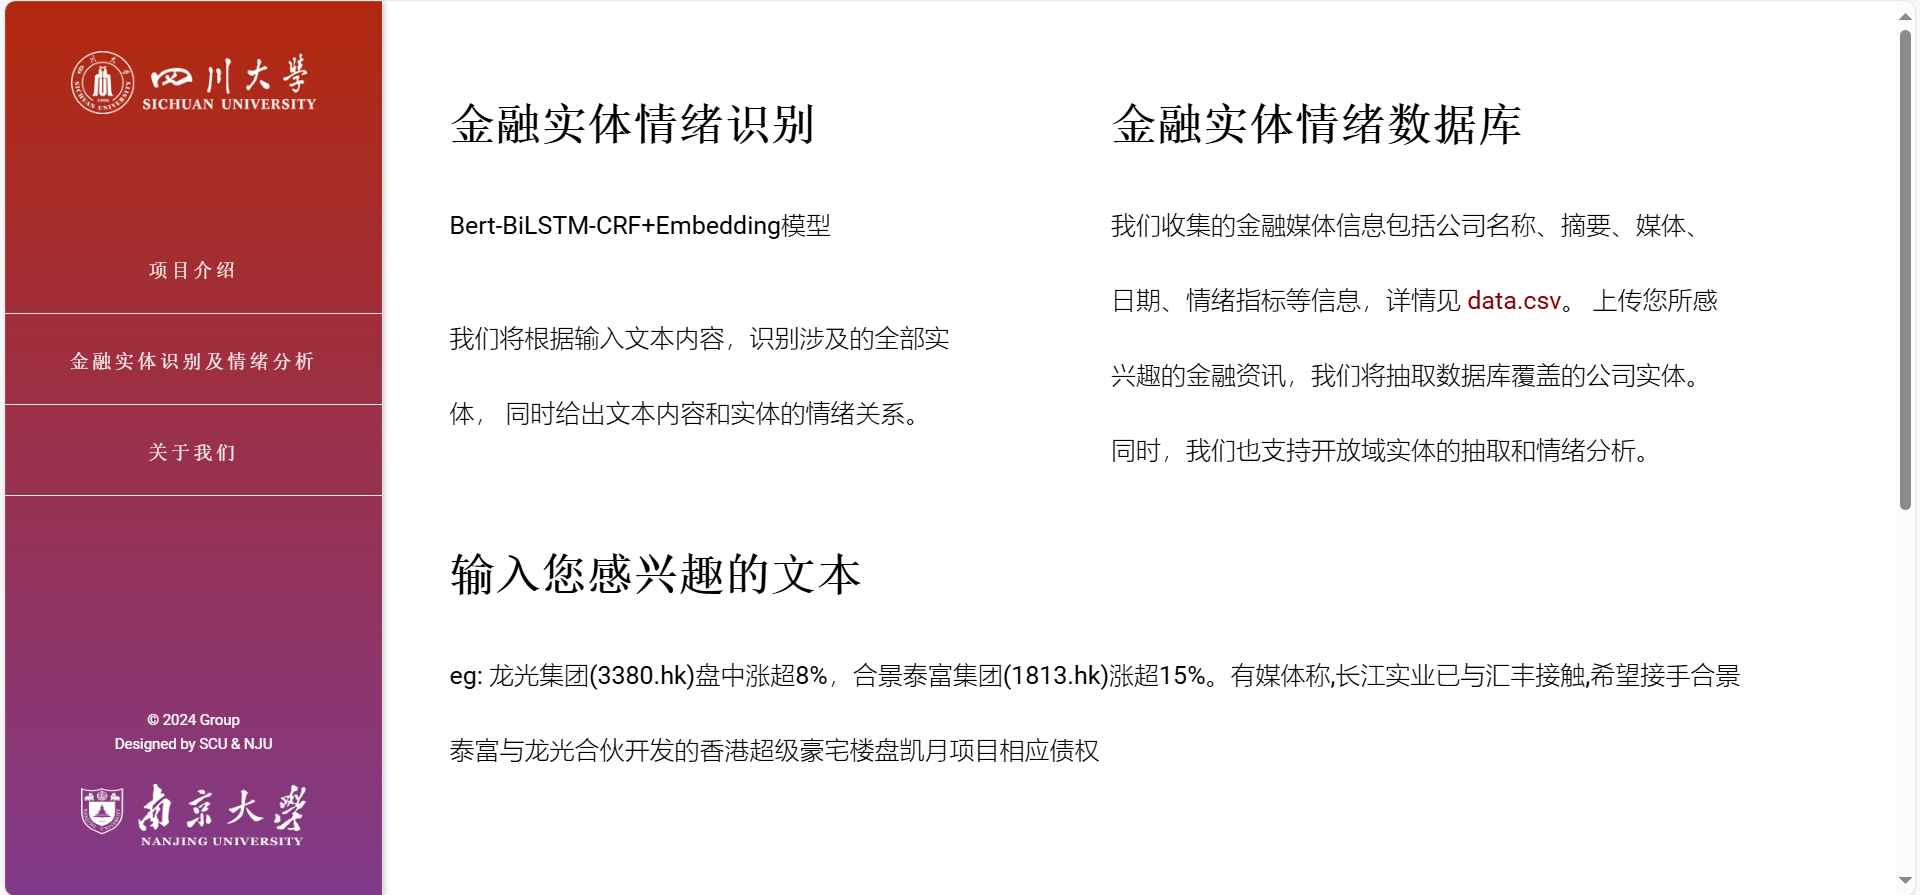 四川大學
SICHUAN UNIVERSITY
项目介绍
金融实体识别及情绪分析
关于我们
© 2024 Group
Designed by SCU & NJU
南京大學
NANJING UNIVERSITY
金融实体情绪识别
Bert-BiLSTM-CRF+Embedding模型
我们将根据输入文本内容，识别涉及的全部实
体， 同时给出文本内容和实体的情绪关系。
金融实体情绪数据库
我们收集的金融媒体信息包括公司名称、摘要、媒体、
日期、情绪指标等信息，详情见 data.csv。 上传您所感
兴趣的金融资讯，我们将抽取数据库覆盖的公司实体。
同时，我们也支持开放域实体的抽取和情绪分析。
输入您感兴趣的文本
eg: 龙光集团(3380.hk)盘中涨超8%，合景泰富集团(1813.hk)涨超15%。有媒体称,长江实业已与汇丰接触,希望接手合景
泰富与龙光合伙开发的香港超级豪宅楼盘凯月项目相应债权